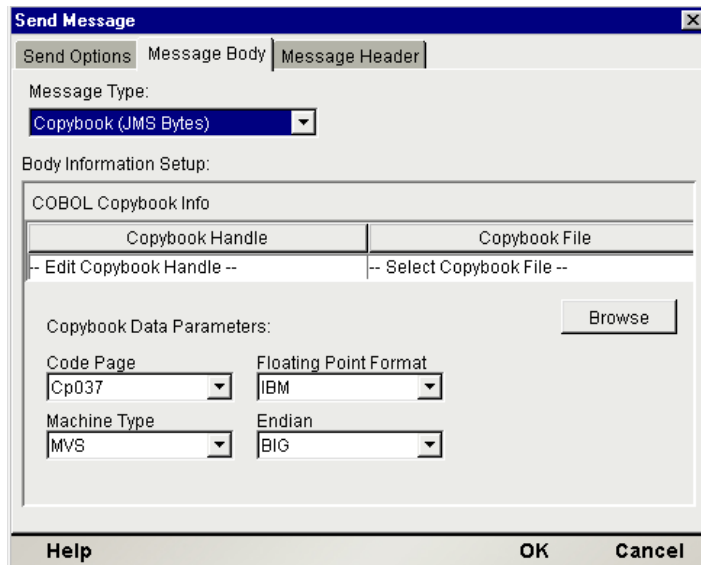 Send Message
Send Options Message Body Message Header
Message Type:
Copybook (JMS Bytes)
Body Information Setup:
COBOL Copybook Info
Copybook Handle Copybook File
-- Edit Copybook Handle -- -- Select Copybook File --
Browse
Copybook Data Parameters:
Code Page Floating Point Format
Cp037 IBM
Machine Type Endian
MVS BIG
Help OK Cancel